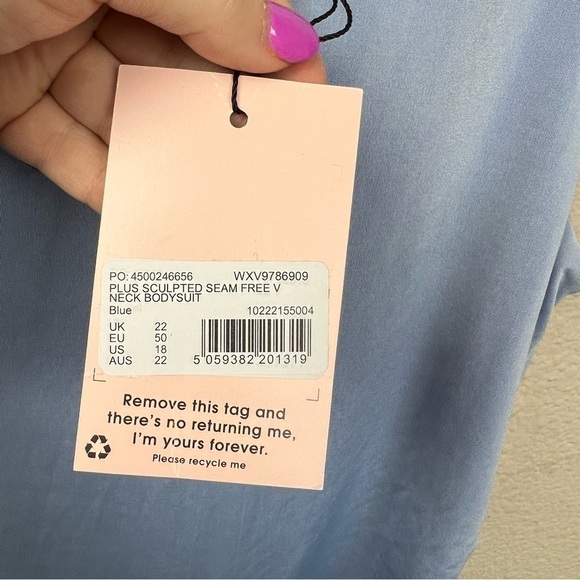 PO: 4500246656 WXV9786909
PLUS SCULPTED SEAM FREE V
NECK BODYSUIT
Blue 10222155004
UK 22
EU 50
US 18
AUS 22
5 059382 201319
Remove this tag and
there's no returning me,
I'm yours forever.
Please recycle me